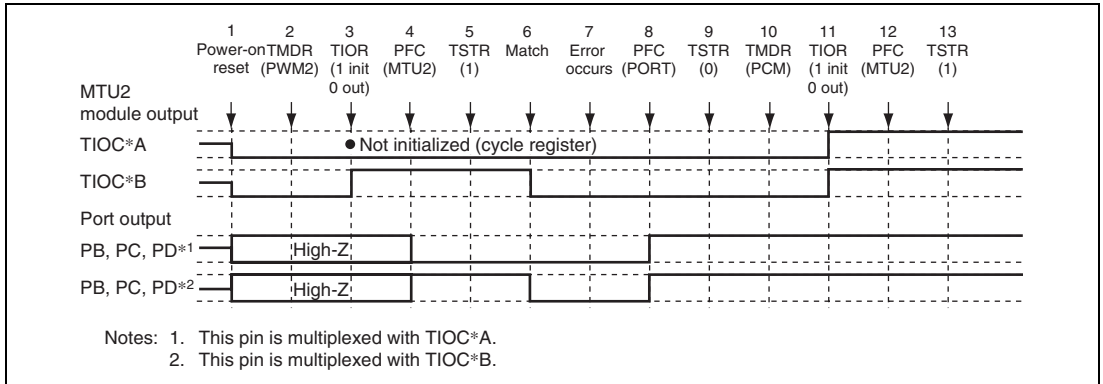 1 2 3 4 5 6 7 8 9 10 11 12 13
Power-on TMDR TIOR PFC TSTR Match Error PFC TSTR TMDR TIOR PFC TSTR
reset (PWM2) (1 init (MTU2) (1) occurs (PORT) (0) (PCM) (1 init (MTU2) (1)
0 out) 0 out)
MTU2
module output
TIOC*A
● Not initialized (cycle register)
TIOC*B
Port output
PB, PC, PD*1 High-Z
PB, PC, PD*2 High-Z
Notes: 1. This pin is multiplexed with TIOC*A.
2. This pin is multiplexed with TIOC*B.